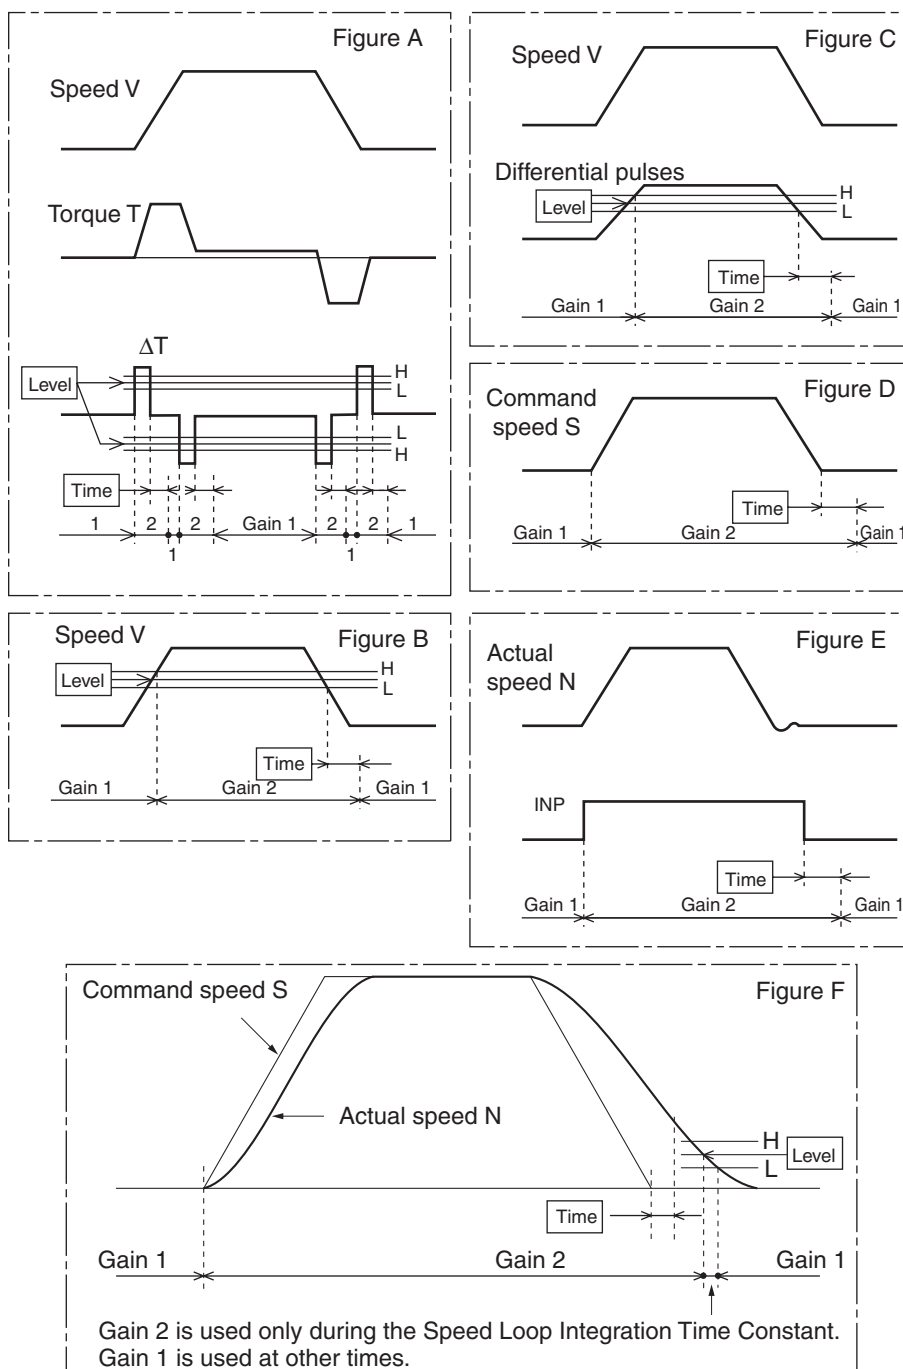 Figure A
Speed V
Torque T
ΔT
Level
H
L
L
H
Time
1
2
2
Gain 1
2
2
1
1
1
Figure B
Speed V
Level
H
L
Time
Gain 1
Gain 2
Gain 1
Figure C
Speed V
Differential pulses
Level
H
L
Time
Gain 1
Gain 2
Gain 1
Figure D
Command
speed S
Time
Gain 1
Gain 2
Gain 1
Figure E
Actual
speed N
INP
Time
Gain 1
Gain 2
Gain 1
Figure F
Command speed S
Actual speed N
H
Level
L
Time
Gain 1
Gain 2
Gain 1
Gain 2 is used only during the Speed Loop Integration Time Constant.
Gain 1 is used at other times.